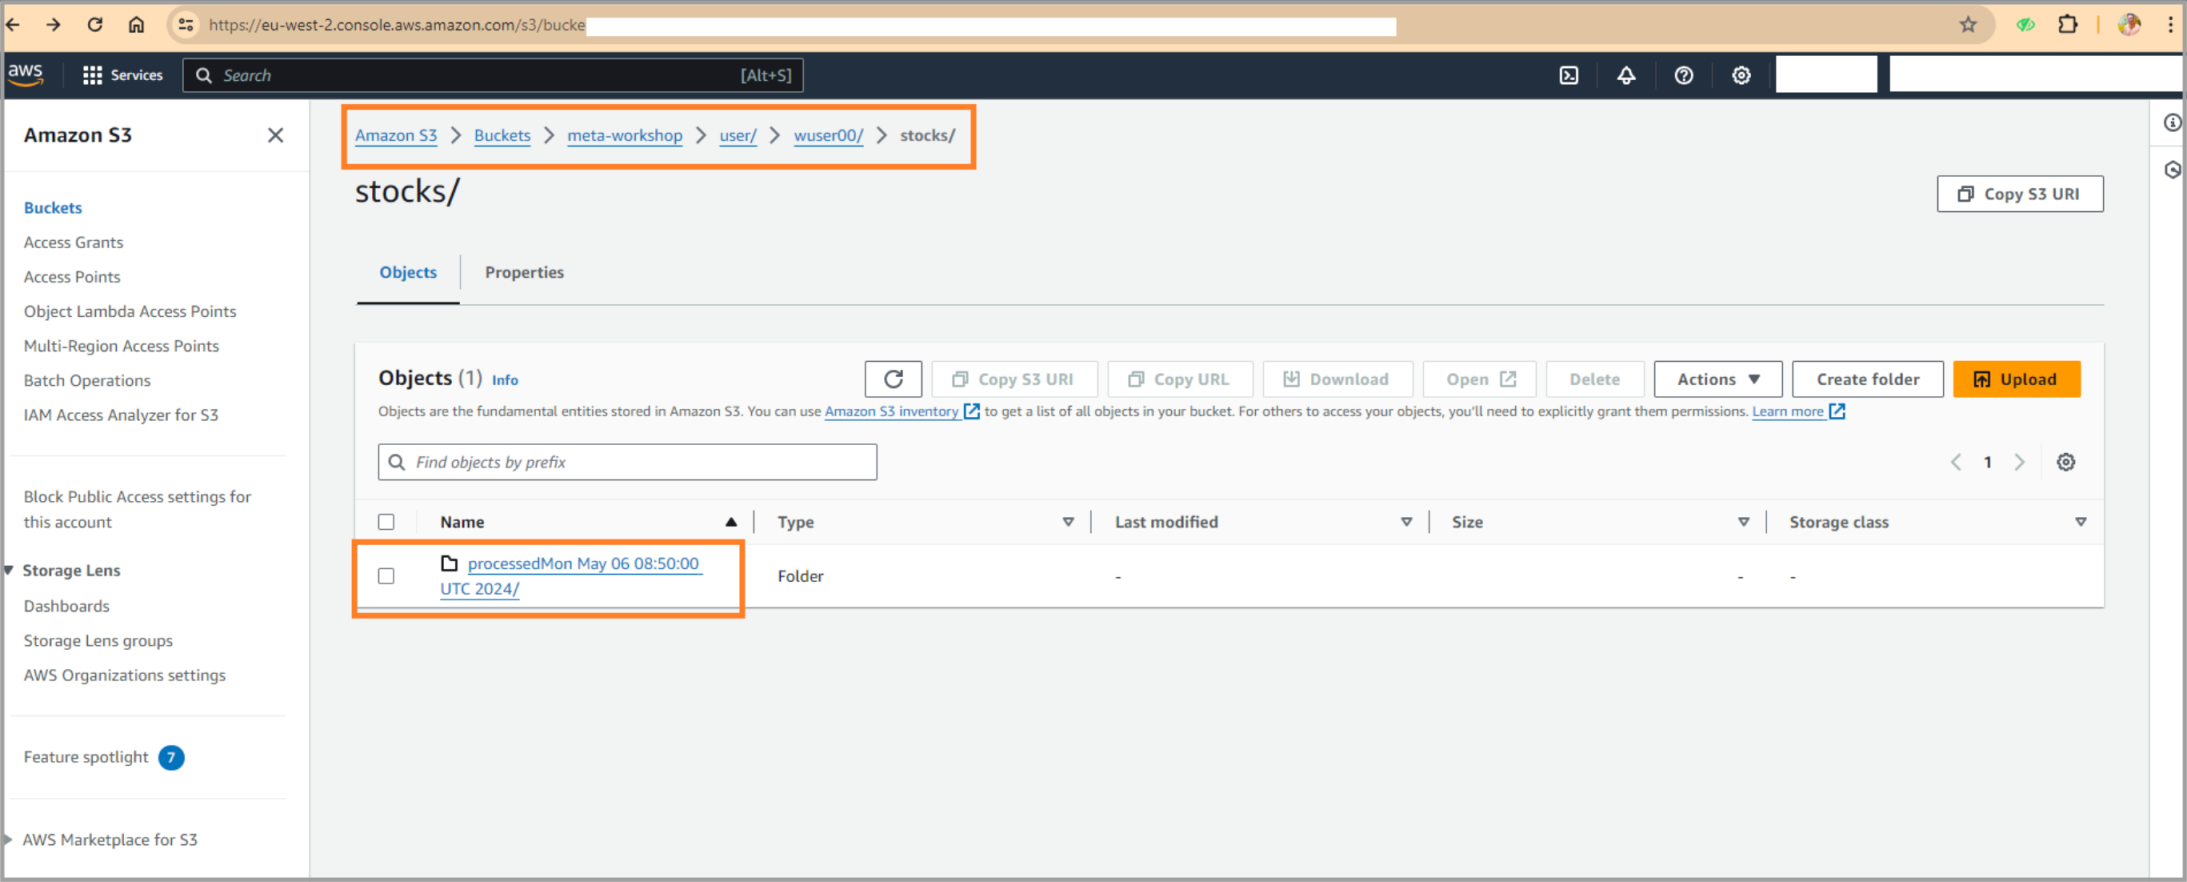 https://eu-west-2.console.aws.amazon.com/s3/bucke
aws
Services
Search
[Alt+S]
Amazon S3
Buckets
Access Grants
Access Points
Object Lambda Access Points
Multi-Region Access Points
Batch Operations
IAM Access Analyzer for S3
Block Public Access settings for
this account
Storage Lens
Dashboards
Storage Lens groups
AWS Organizations settings
Feature spotlight 7
AWS Marketplace for S3
Amazon S3 > Buckets > meta-workshop > user/ > wuser00/ > stocks/
stocks/
Copy S3 URI
Objects
Properties
Objects (1) Info
Copy S3 URI
Copy URL
Download
Open
Delete
Actions
Create folder
Upload
Objects are the fundamental entities stored in Amazon S3. You can use Amazon S3 inventory to get a list of all objects in your bucket. For others to access your objects, you'll need to explicitly grant them permissions. Learn more
Find objects by prefix
1
Name
Type
Last modified
Size
Storage class
processedMon May 06 08:50:00
UTC 2024/
Folder
-
-
-